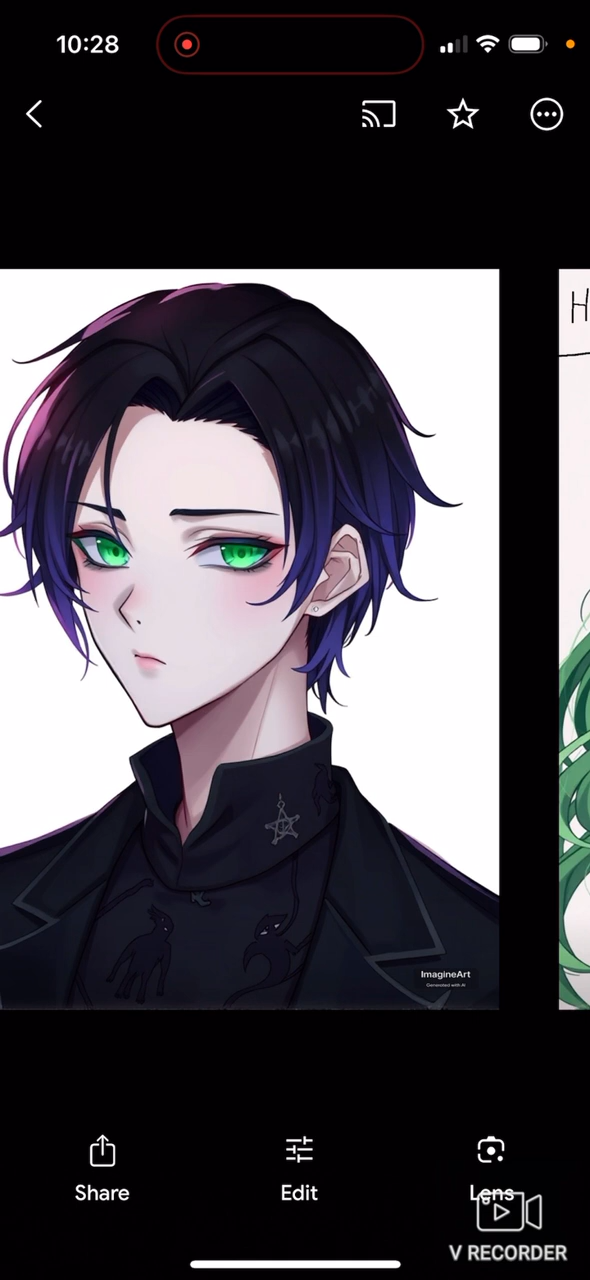 10:28
H
ImagineArt
Generated with AI
Share
Edit
Lens
V RECORDER